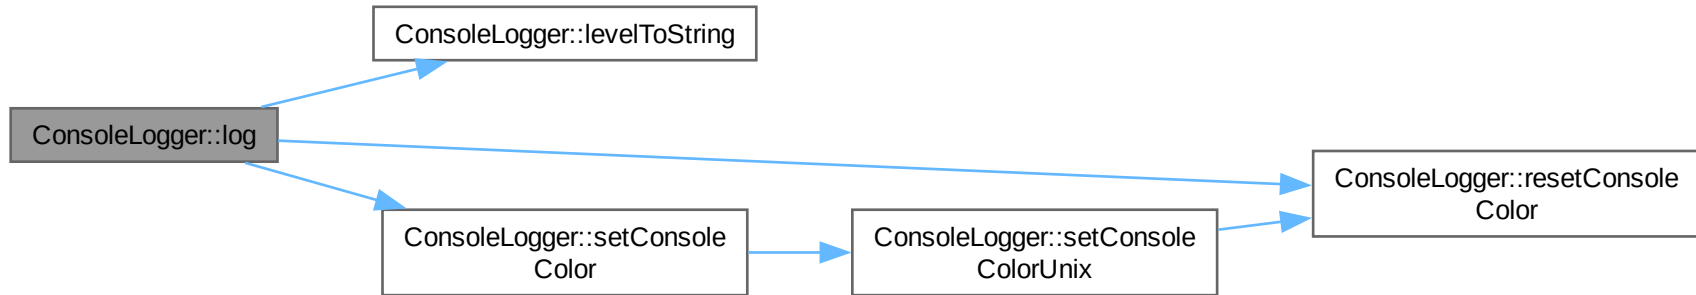 ConsoleLogger::levelToString
ConsoleLogger::log
ConsoleLogger::resetConsole
Color
ConsoleLogger::setConsole
Color
ConsoleLogger::setConsole
ColorUnix